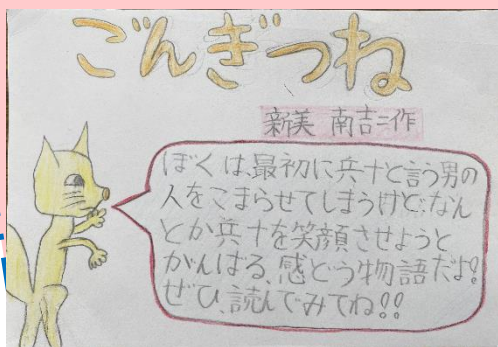 ごんぎつね
新美 南吉=作
ぼくは、最初に兵十と言う男の
人をこまらせてしまうけど、なん
とか兵十を笑顔させようと
がんばる、感どう物語だよ!
ぜひ、読んでみてね!!